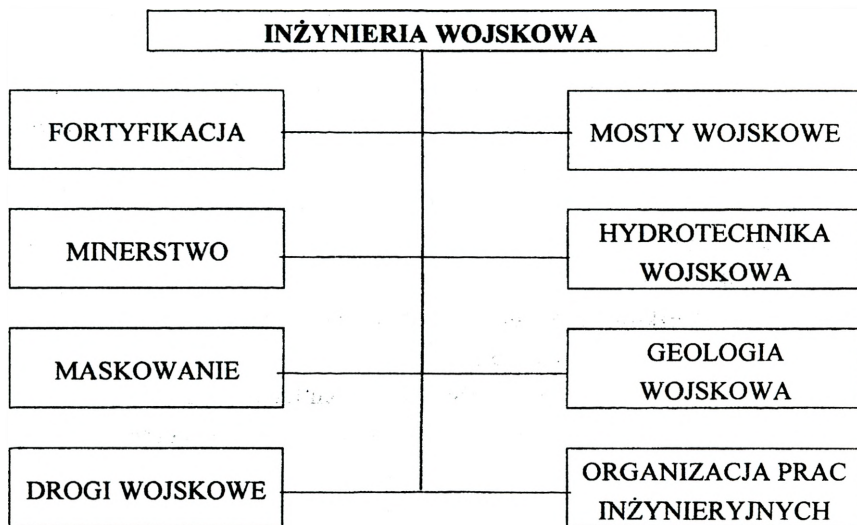 INŻYNIERIA WOJSKOWA
FORTYFIKACJA
MOSTY WOJSKOWE
MINERSTWO
HYDROTECHNIKA
WOJSKOWA
MASKOWANIE
GEOLOGIA
WOJSKOWA
DROGI WOJSKOWE
ORGANIZACJA PRAC
INŻYNIERYJNYCH